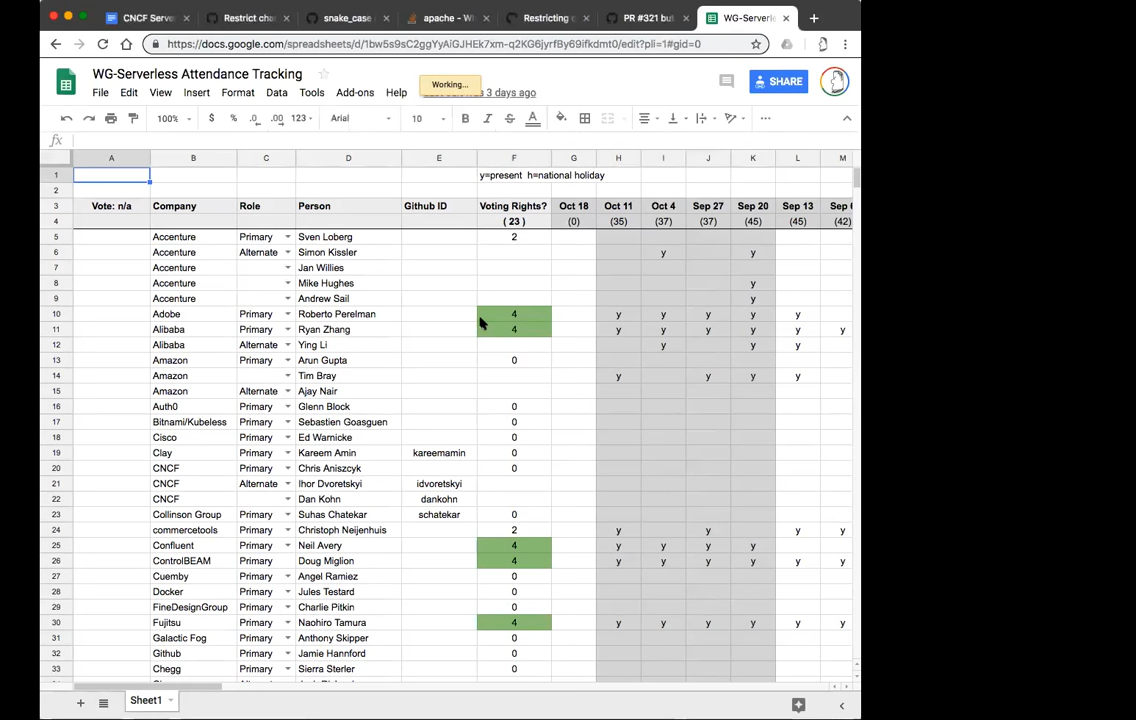 CNCF Serve
Restrict cha
snake_case
apache - Wi
Restricting
PR #321 bu
WG-Serverle
https://docs.google.com/spreadsheets/d/1bw5s9sC2ggYyAiGJHEk7xm-q2KG6jyrfBy69ifkdmt0/edit?pli=1#gid=0
WG-Serverless Attendance Tracking
Working...
SHARE
File Edit View Insert Format Data Tools Add-ons Help 3 days ago
100% $ % .0 .00 123 Arial 10 B I S A
fx
A B C D E F G H I J K L M
1 y=present h=national holiday
2
3 Vote: n/a Company Role Person Github ID Voting Rights? Oct 18 Oct 11 Oct 4 Sep 27 Sep 20 Sep 13 Sep
4 ( 23 ) (0) (35) (37) (37) (45) (45) (42)
5 Accenture Primary Sven Loberg 2
6 Accenture Alternate Simon Kissler y y
7 Accenture Jan Willies
8 Accenture Mike Hughes y
9 Accenture Andrew Sail y
10 Adobe Primary Roberto Perelman 4 y y y y y
11 Alibaba Primary Ryan Zhang 4 y y y y y y
12 Alibaba Alternate Ying Li y y y
13 Amazon Primary Arun Gupta 0
14 Amazon Tim Bray y y y y
15 Amazon Alternate Ajay Nair
16 Auth0 Primary Glenn Block 0
17 Bitnami/Kubeless Primary Sebastien Goasguen 0
18 Cisco Primary Ed Warnicke 0
19 Clay Primary Kareem Amin kareemamin 0
20 CNCF Primary Chris Aniszcyk 0
21 CNCF Alternate Ihor Dvoretskyi idvoretskyi
22 CNCF Dan Kohn dankohn
23 Collinson Group Primary Suhas Chatekar schatekar 0
24 commercetools Primary Christoph Neijenhuis 2 y y y y
25 Confluent Primary Neil Avery 4 y y y y
26 ControlBEAM Primary Doug Miglion 4 y y y y y y
27 Cuemby Primary Angel Ramiez 0
28 Docker Primary Jules Testard 0
29 FineDesignGroup Primary Charlie Pitkin 0
30 Fujitsu Primary Naohiro Tamura 4 y y y y y y
31 Galactic Fog Primary Anthony Skipper 0
32 Github Primary Jamie Hannford 0
33 Chegg Primary Sierra Sterler 0
Sheet1